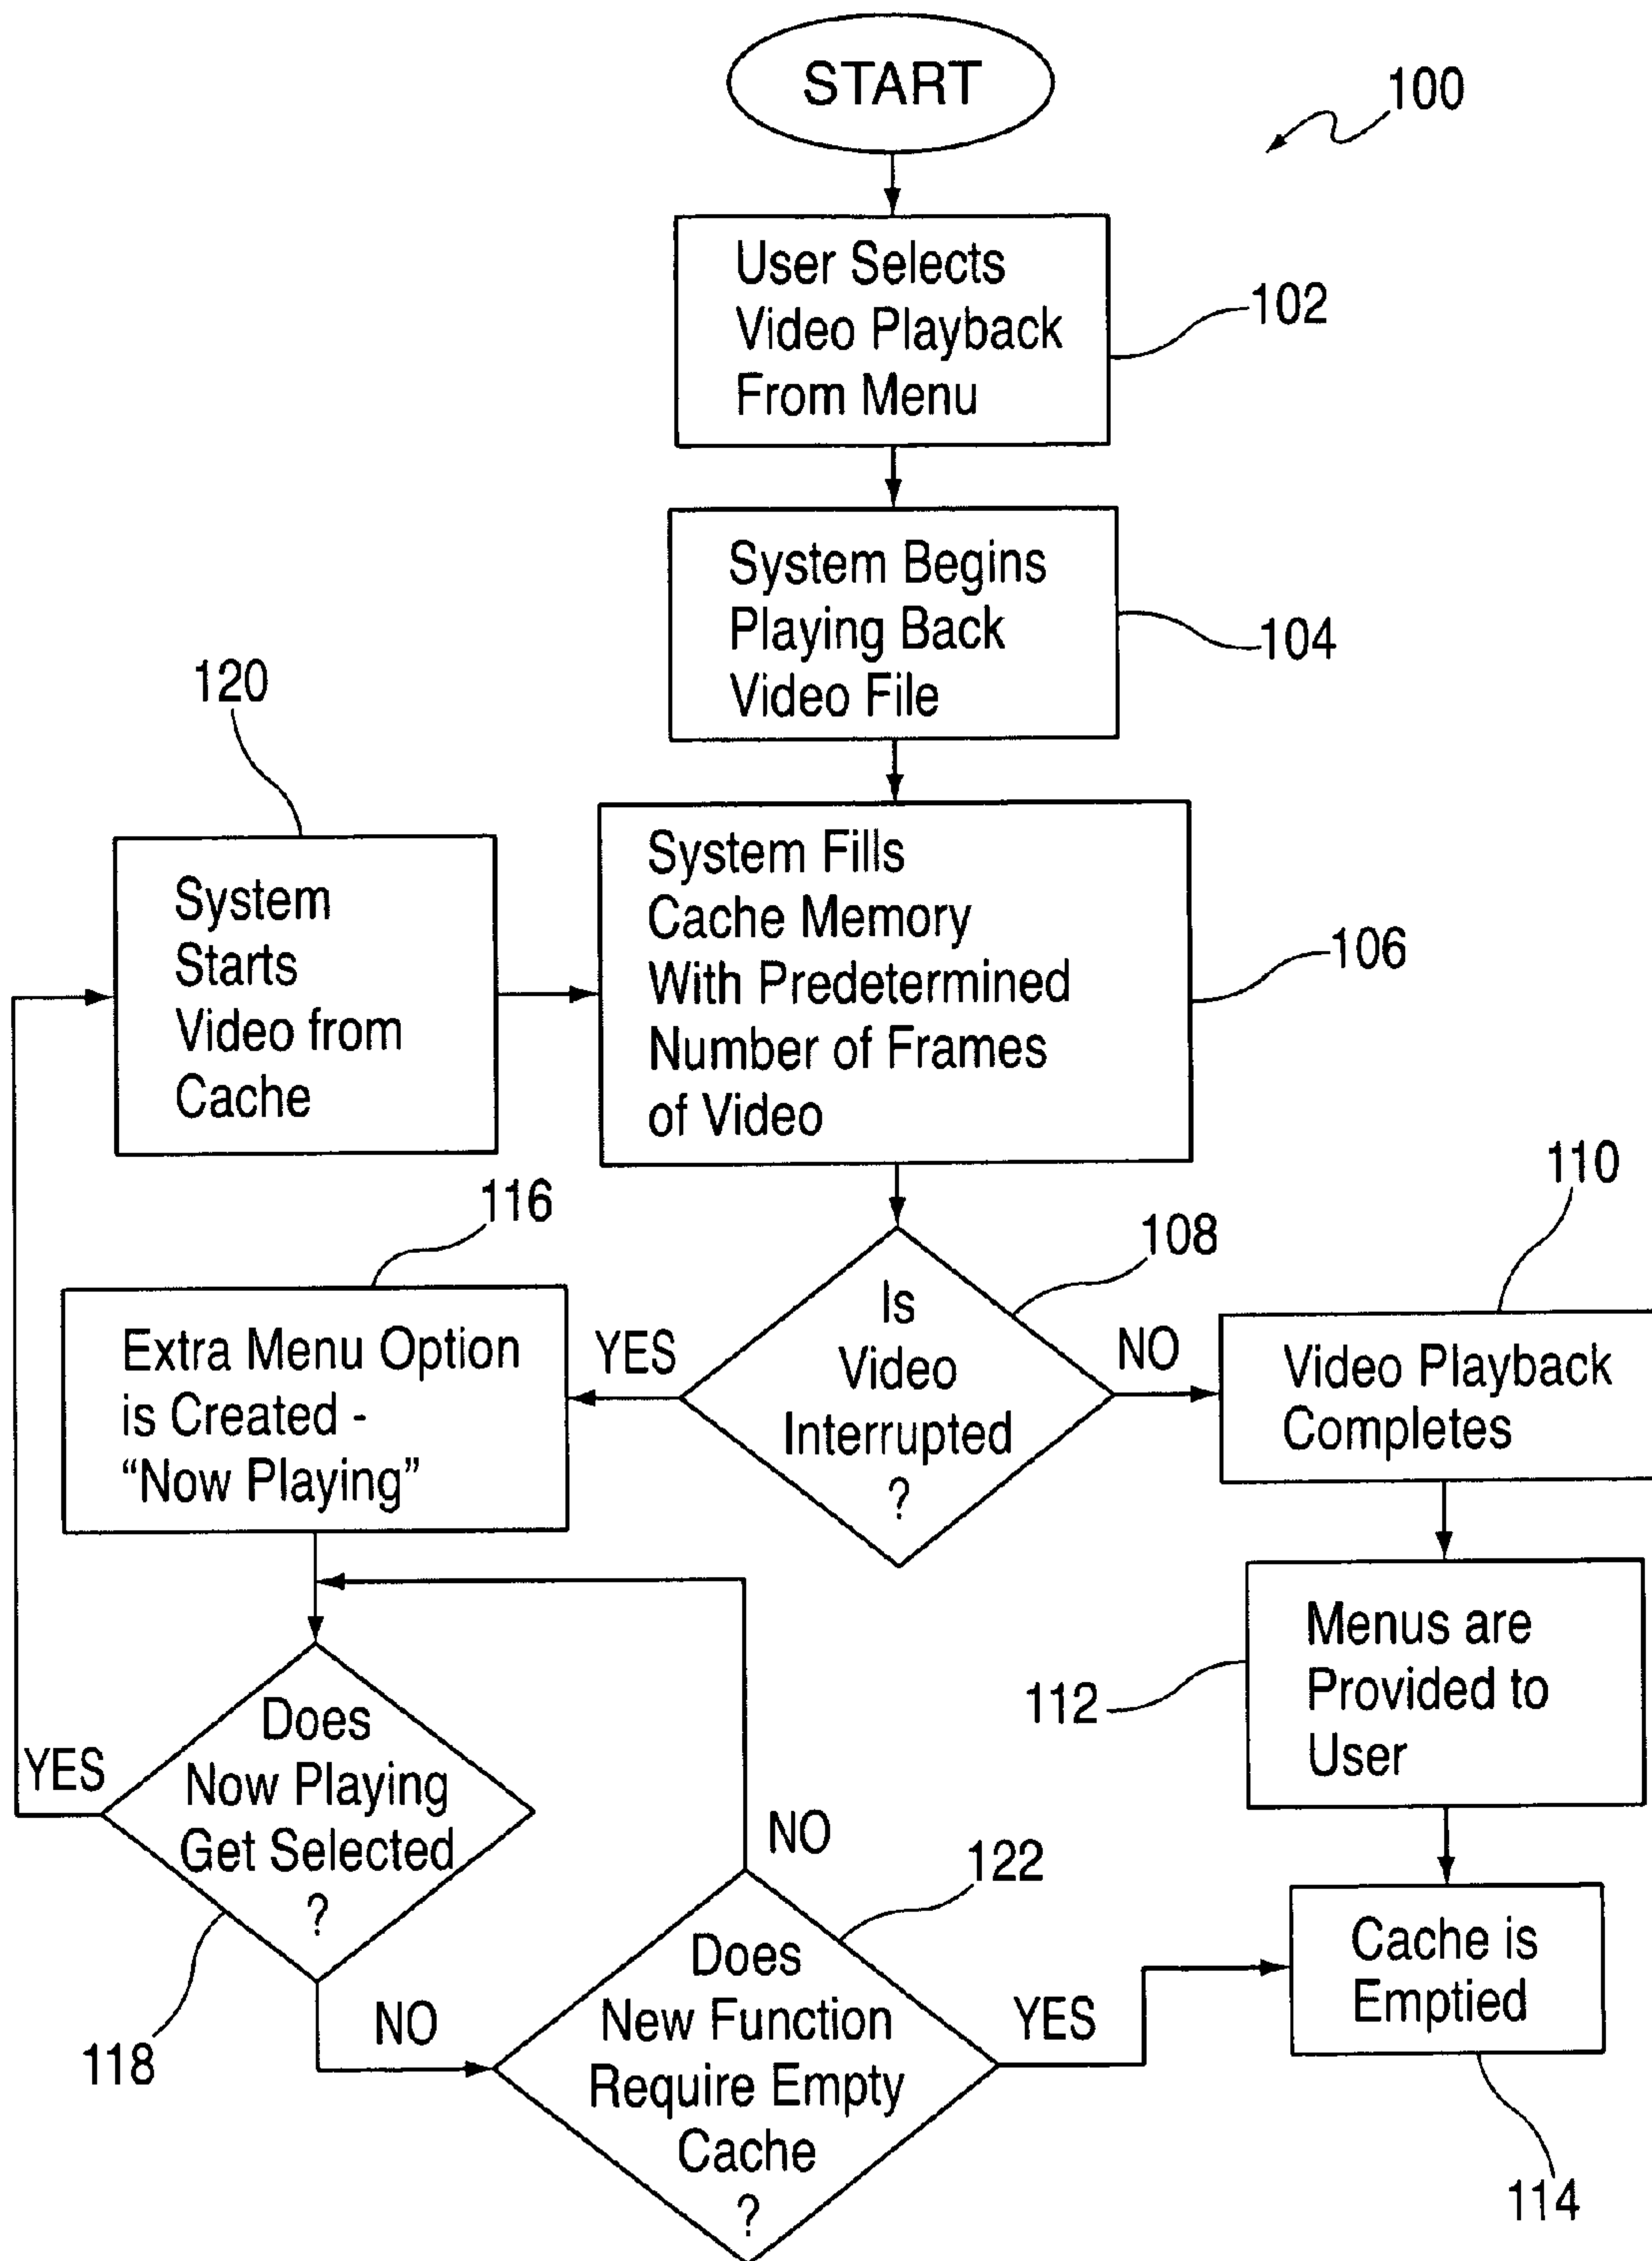 START
100
User Selects
Video Playback
From Menu
102
System Begins
Playing Back
Video File
104
120
System
Starts
Video from
Cache
System Fills
Cache Memory
With Predetermined
Number of Frames
of Video
106
116
Extra Menu Option
is Created -
“Now Playing”
YES
108
Is
Video
Interrupted
?
NO
110
Video Playback
Completes
112
Menus are
Provided to
User
YES
Does
Now Playing
Get Selected
?
118
NO
NO
122
Does
New Function
Require Empty
Cache
?
YES
Cache is
Emptied
114